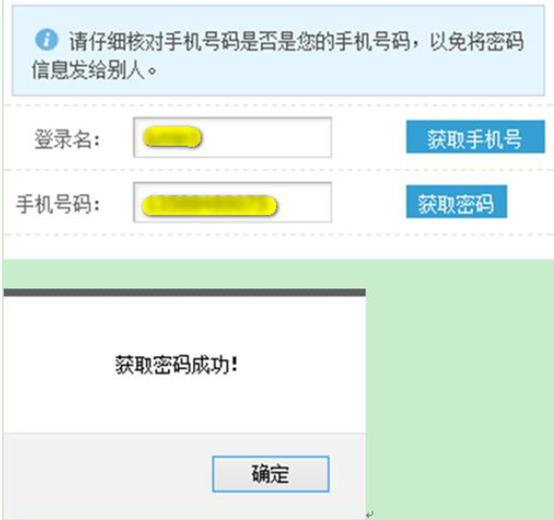 请仔细核对手机号码是否是您的手机号码，以免将密码
信息发给别人。
登录名：
获取手机号
手机号码：
获取密码
获取密码成功！
确定